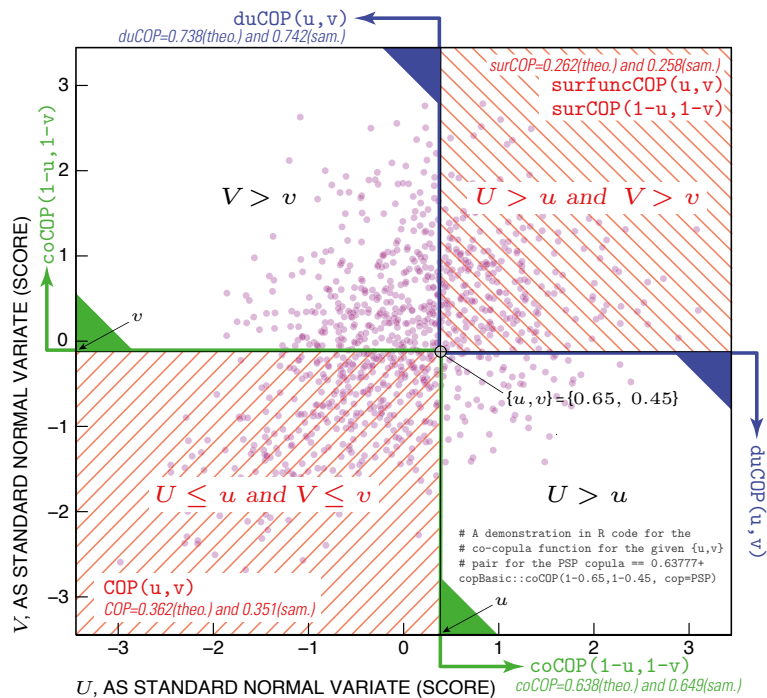 duCOP(u,v)
duCOP=0.738(theo.) and 0.742(sam.)
surCOP=0.262(theo.) and 0.258(sam.)
surfuncCOP(u,v)
surCOP(1-u,1-v)
V > v
U > u and V > v
coCOP(1-u,1-v)
V, AS STANDARD NORMAL VARIATE (SCORE)
3
2
1
0
−1
−2
−3
v
{u,v}={0.65, 0.45}
duCOP(u,v)
U ≤ u and V ≤ v
U > u
# A demonstration in R code for the
# co-copula function for the given {u,v}
# pair for the PSP copula == 0.63777+
copBasic::coCOP(1-0.65,1-0.45, cop=PSP)
COP(u,v)
COP=0.362(theo.) and 0.351(sam.)
u
−3 −2 −1 0 1 2 3
coCOP(1-u,1-v)
coCOP=0.638(theo.) and 0.649(sam.)
U, AS STANDARD NORMAL VARIATE (SCORE)